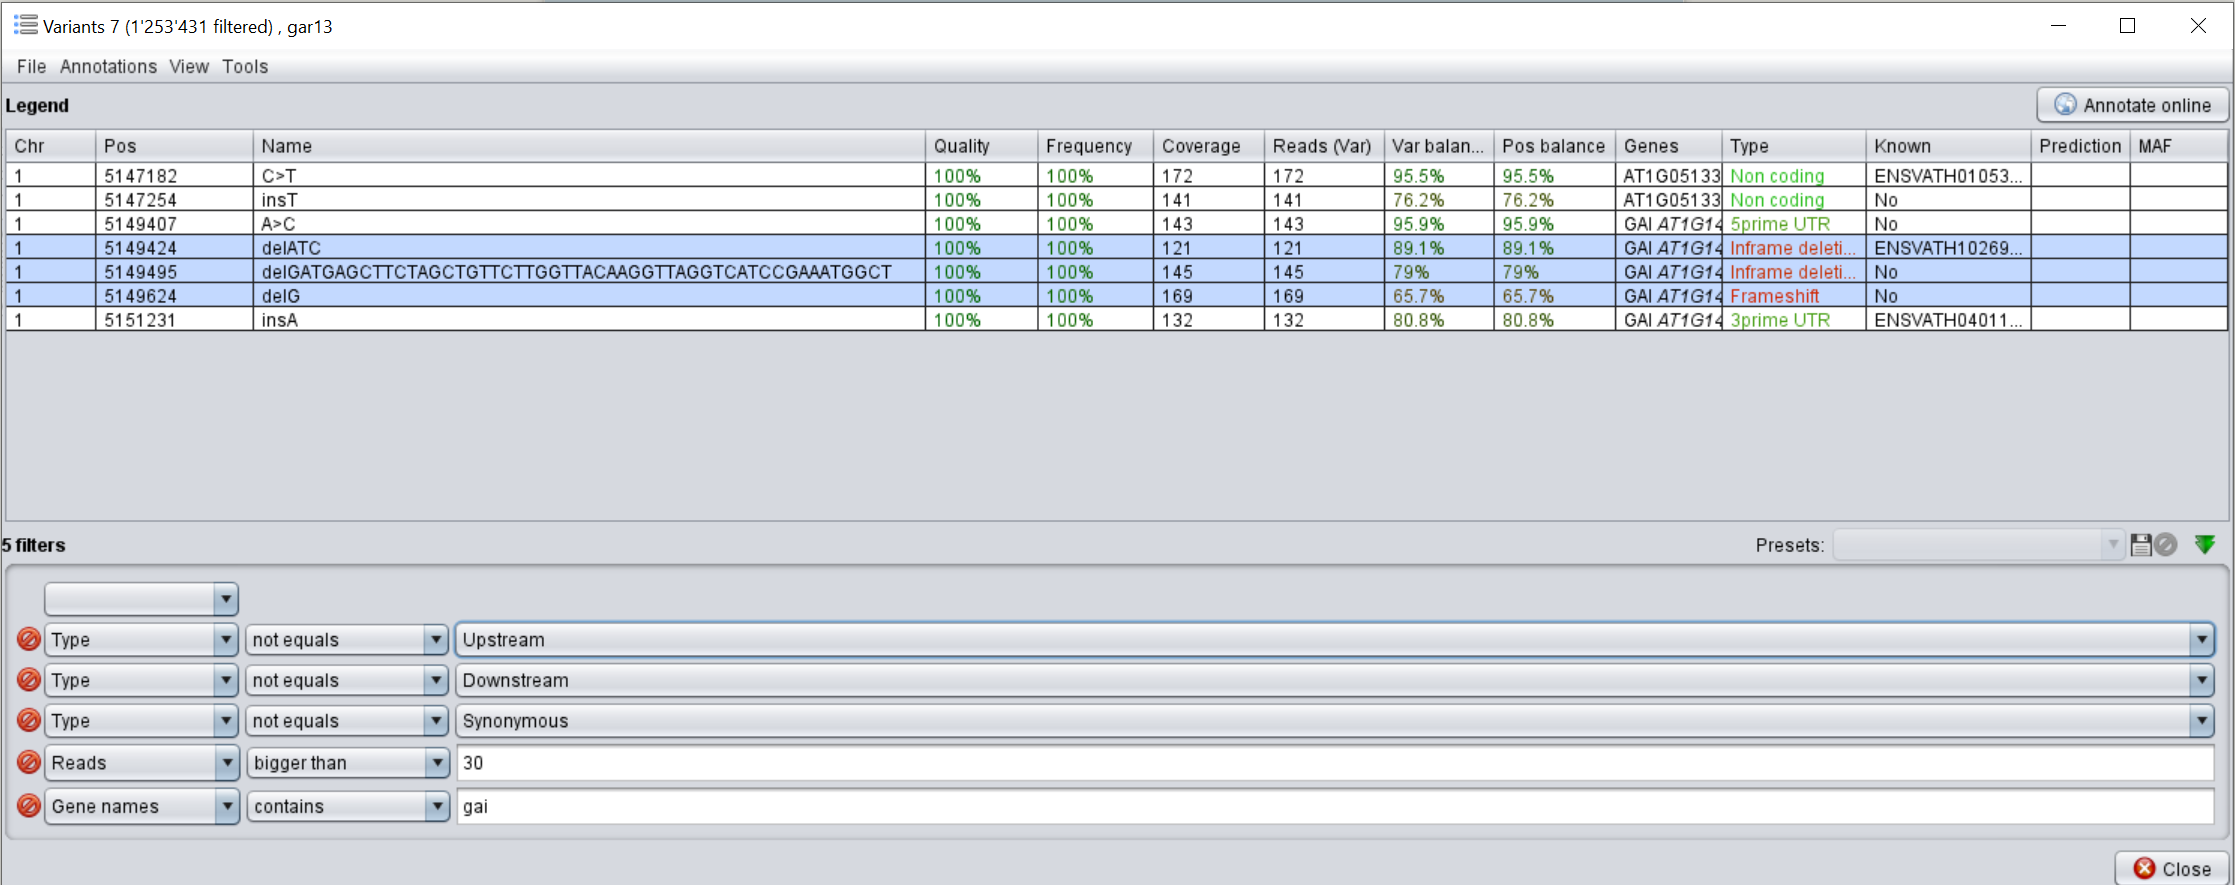 Variants 7 (1'253'431 filtered) , gar13
File Annotations View Tools
Legend Annotate online
Chr Pos Name Quality Frequency Coverage Reads (Var) Var balan... Pos balance Genes Type Known Prediction MAF
1 5147182 C>T 100% 100% 172 172 95.5% 95.5% AT1G05133 Non coding ENSVATH01053...
1 5147254 insT 100% 100% 141 141 76.2% 76.2% AT1G05133 Non coding No
1 5149407 A>C 100% 100% 143 143 95.9% 95.9% GAI AT1G14 5prime UTR No
1 5149424 delATC 100% 100% 121 121 89.1% 89.1% GAI AT1G14 Inframe deleti... ENSVATH10269...
1 5149495 delGATGAGCTTCTAGCTGTTCTTGGTTACAAGGTTAGGTCATCCGAAATGGCT 100% 100% 145 145 79% 79% GAI AT1G14 Inframe deleti... No
1 5149624 delG 100% 100% 169 169 65.7% 65.7% GAI AT1G14 Frameshift No
1 5151231 insA 100% 100% 132 132 80.8% 80.8% GAI AT1G14 3prime UTR ENSVATH04011...
5 filters Presets:
Type not equals Upstream
Type not equals Downstream
Type not equals Synonymous
Reads bigger than 30
Gene names contains gai
Close